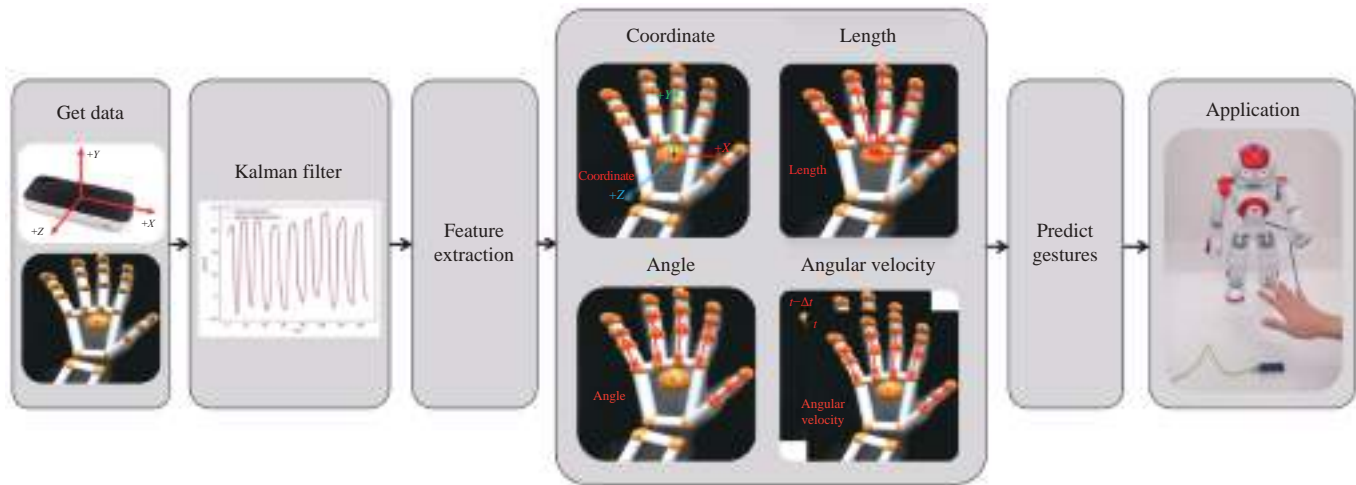 Get data
+Y
+X
+Z
Kalman filter
Feature
extraction
Coordinate
+Y
+X
Coordinate
+Z
Length
Length
Angle
Angle
Angular velocity
t−Δt
t
Angular
velocity
Predict
gestures
Application